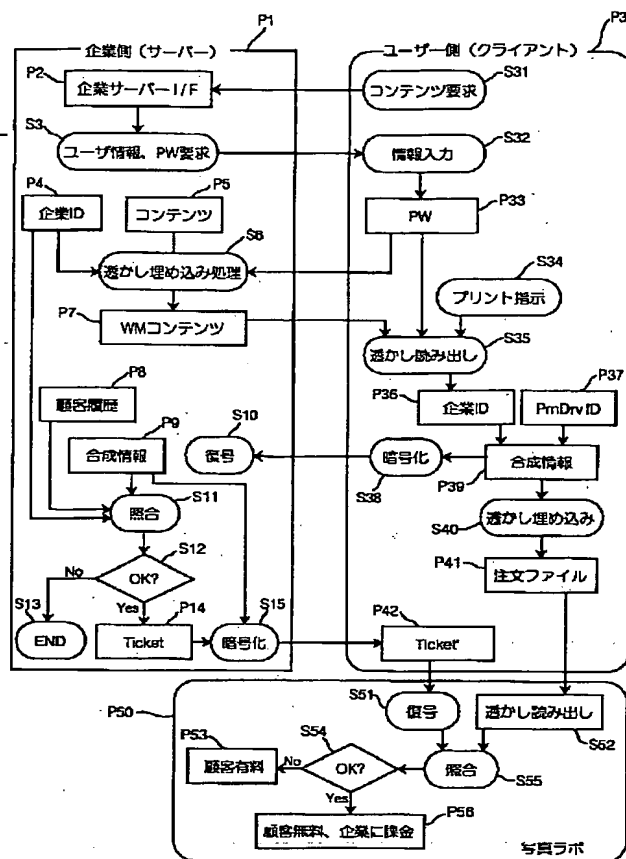 P1
企業側（サーバー）
P3
ユーザー側（クライアント）
P2
企業サーバーI/F
S31
コンテンツ要求
S3
ユーザ情報、PW要求
S32
情報入力
P4
企業ID
P5
コンテンツ
P33
PW
S6
透かし埋め込み処理
S34
プリント指示
P7
WMコンテンツ
S35
透かし読み出し
P8
顧客履歴
P36
企業ID
P37
PrnDrv ID
P9
合成情報
S10
復号
S38
暗号化
P39
合成情報
S11
照合
S40
透かし埋め込み
S12
OK?
No
Yes
P41
注文ファイル
S13
END
P14
Ticket
S15
暗号化
P42
Ticket'
P50
S51
復号
S52
透かし読み出し
P53
顧客有料
S54
OK?
No
Yes
S55
照合
P56
顧客無料、企業に課金
写真ラボ